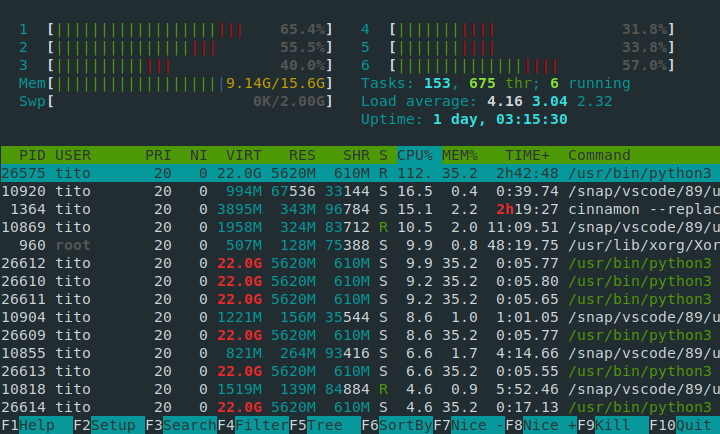 1 [|||||||||||||||||||||| 65.4%] 4 [||||||||||| 31.8%]
2 [||||||||||||||||||| 55.5%] 5 [||||||||||| 33.8%]
3 [||||||||||||| 40.0%] 6 [|||||||||||||||||| 57.0%]
Mem[|||||||||||||||||||9.14G/15.6G] Tasks: 153, 675 thr; 6 running
Swp[ 0K/2.00G] Load average: 4.16 3.04 2.32
Uptime: 1 day, 03:15:30
PID USER PRI NI VIRT RES SHR S CPU% MEM% TIME+ Command
26575 tito 20 0 22.0G 5620M 610M R 112. 35.2 2h42:48 /usr/bin/python3
10920 tito 20 0 994M 67536 33144 S 16.5 0.4 0:39.74 /snap/vscode/89/u
1364 tito 20 0 3895M 343M 96784 S 15.1 2.2 2h19:27 cinnamon --replac
10869 tito 20 0 1958M 324M 83712 R 10.5 2.0 11:09.51 /snap/vscode/89/u
960 root 20 0 507M 128M 75388 S 9.9 0.8 48:19.75 /usr/lib/xorg/Xor
26612 tito 20 0 22.0G 5620M 610M S 9.9 35.2 0:05.77 /usr/bin/python3
26610 tito 20 0 22.0G 5620M 610M S 9.2 35.2 0:05.80 /usr/bin/python3
26611 tito 20 0 22.0G 5620M 610M S 9.2 35.2 0:05.65 /usr/bin/python3
10904 tito 20 0 1221M 156M 35544 S 8.6 1.0 1:01.05 /snap/vscode/89/u
26609 tito 20 0 22.0G 5620M 610M S 8.6 35.2 0:05.77 /usr/bin/python3
10855 tito 20 0 821M 264M 93416 S 6.6 1.7 4:14.66 /snap/vscode/89/u
26613 tito 20 0 22.0G 5620M 610M S 6.6 35.2 0:05.55 /usr/bin/python3
10818 tito 20 0 1519M 139M 84884 R 4.6 0.9 5:52.46 /snap/vscode/89/u
26614 tito 20 0 22.0G 5620M 610M S 4.6 35.2 0:17.13 /usr/bin/python3
F1Help F2Setup F3SearchF4FilterF5Tree F6SortByF7Nice -F8Nice +F9Kill F10Quit